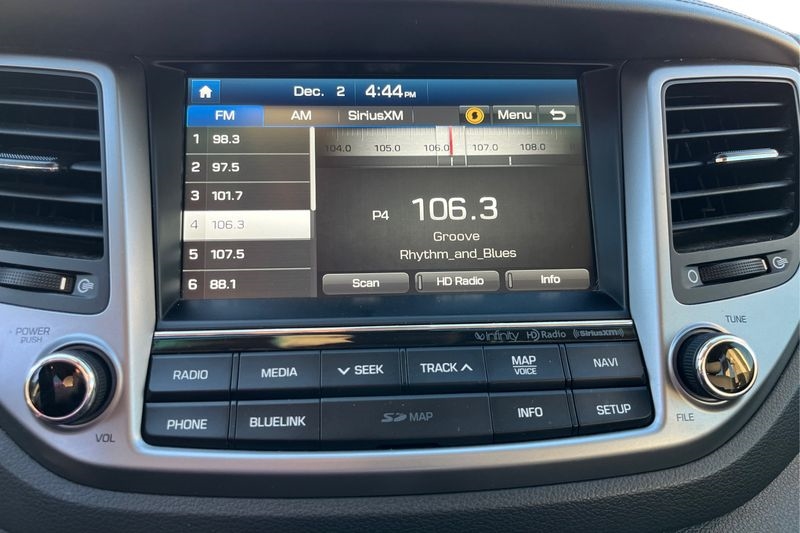 Dec. 2 4:44 PM
FM AM SiriusXM Menu
1 98.3
2 97.5
3 101.7
4 106.3
5 107.5
6 88.1
104.0 105.0 106.0 107.0 108.0
P4 106.3
Groove
Rhythm_and_Blues
Scan HD Radio Info
infinity HD Radio SiriusXM
POWER
PUSH
VOL
RADIO MEDIA SEEK TRACK MAP VOICE NAVI
PHONE BLUELINK SD MAP INFO SETUP
TUNE
FILE
0